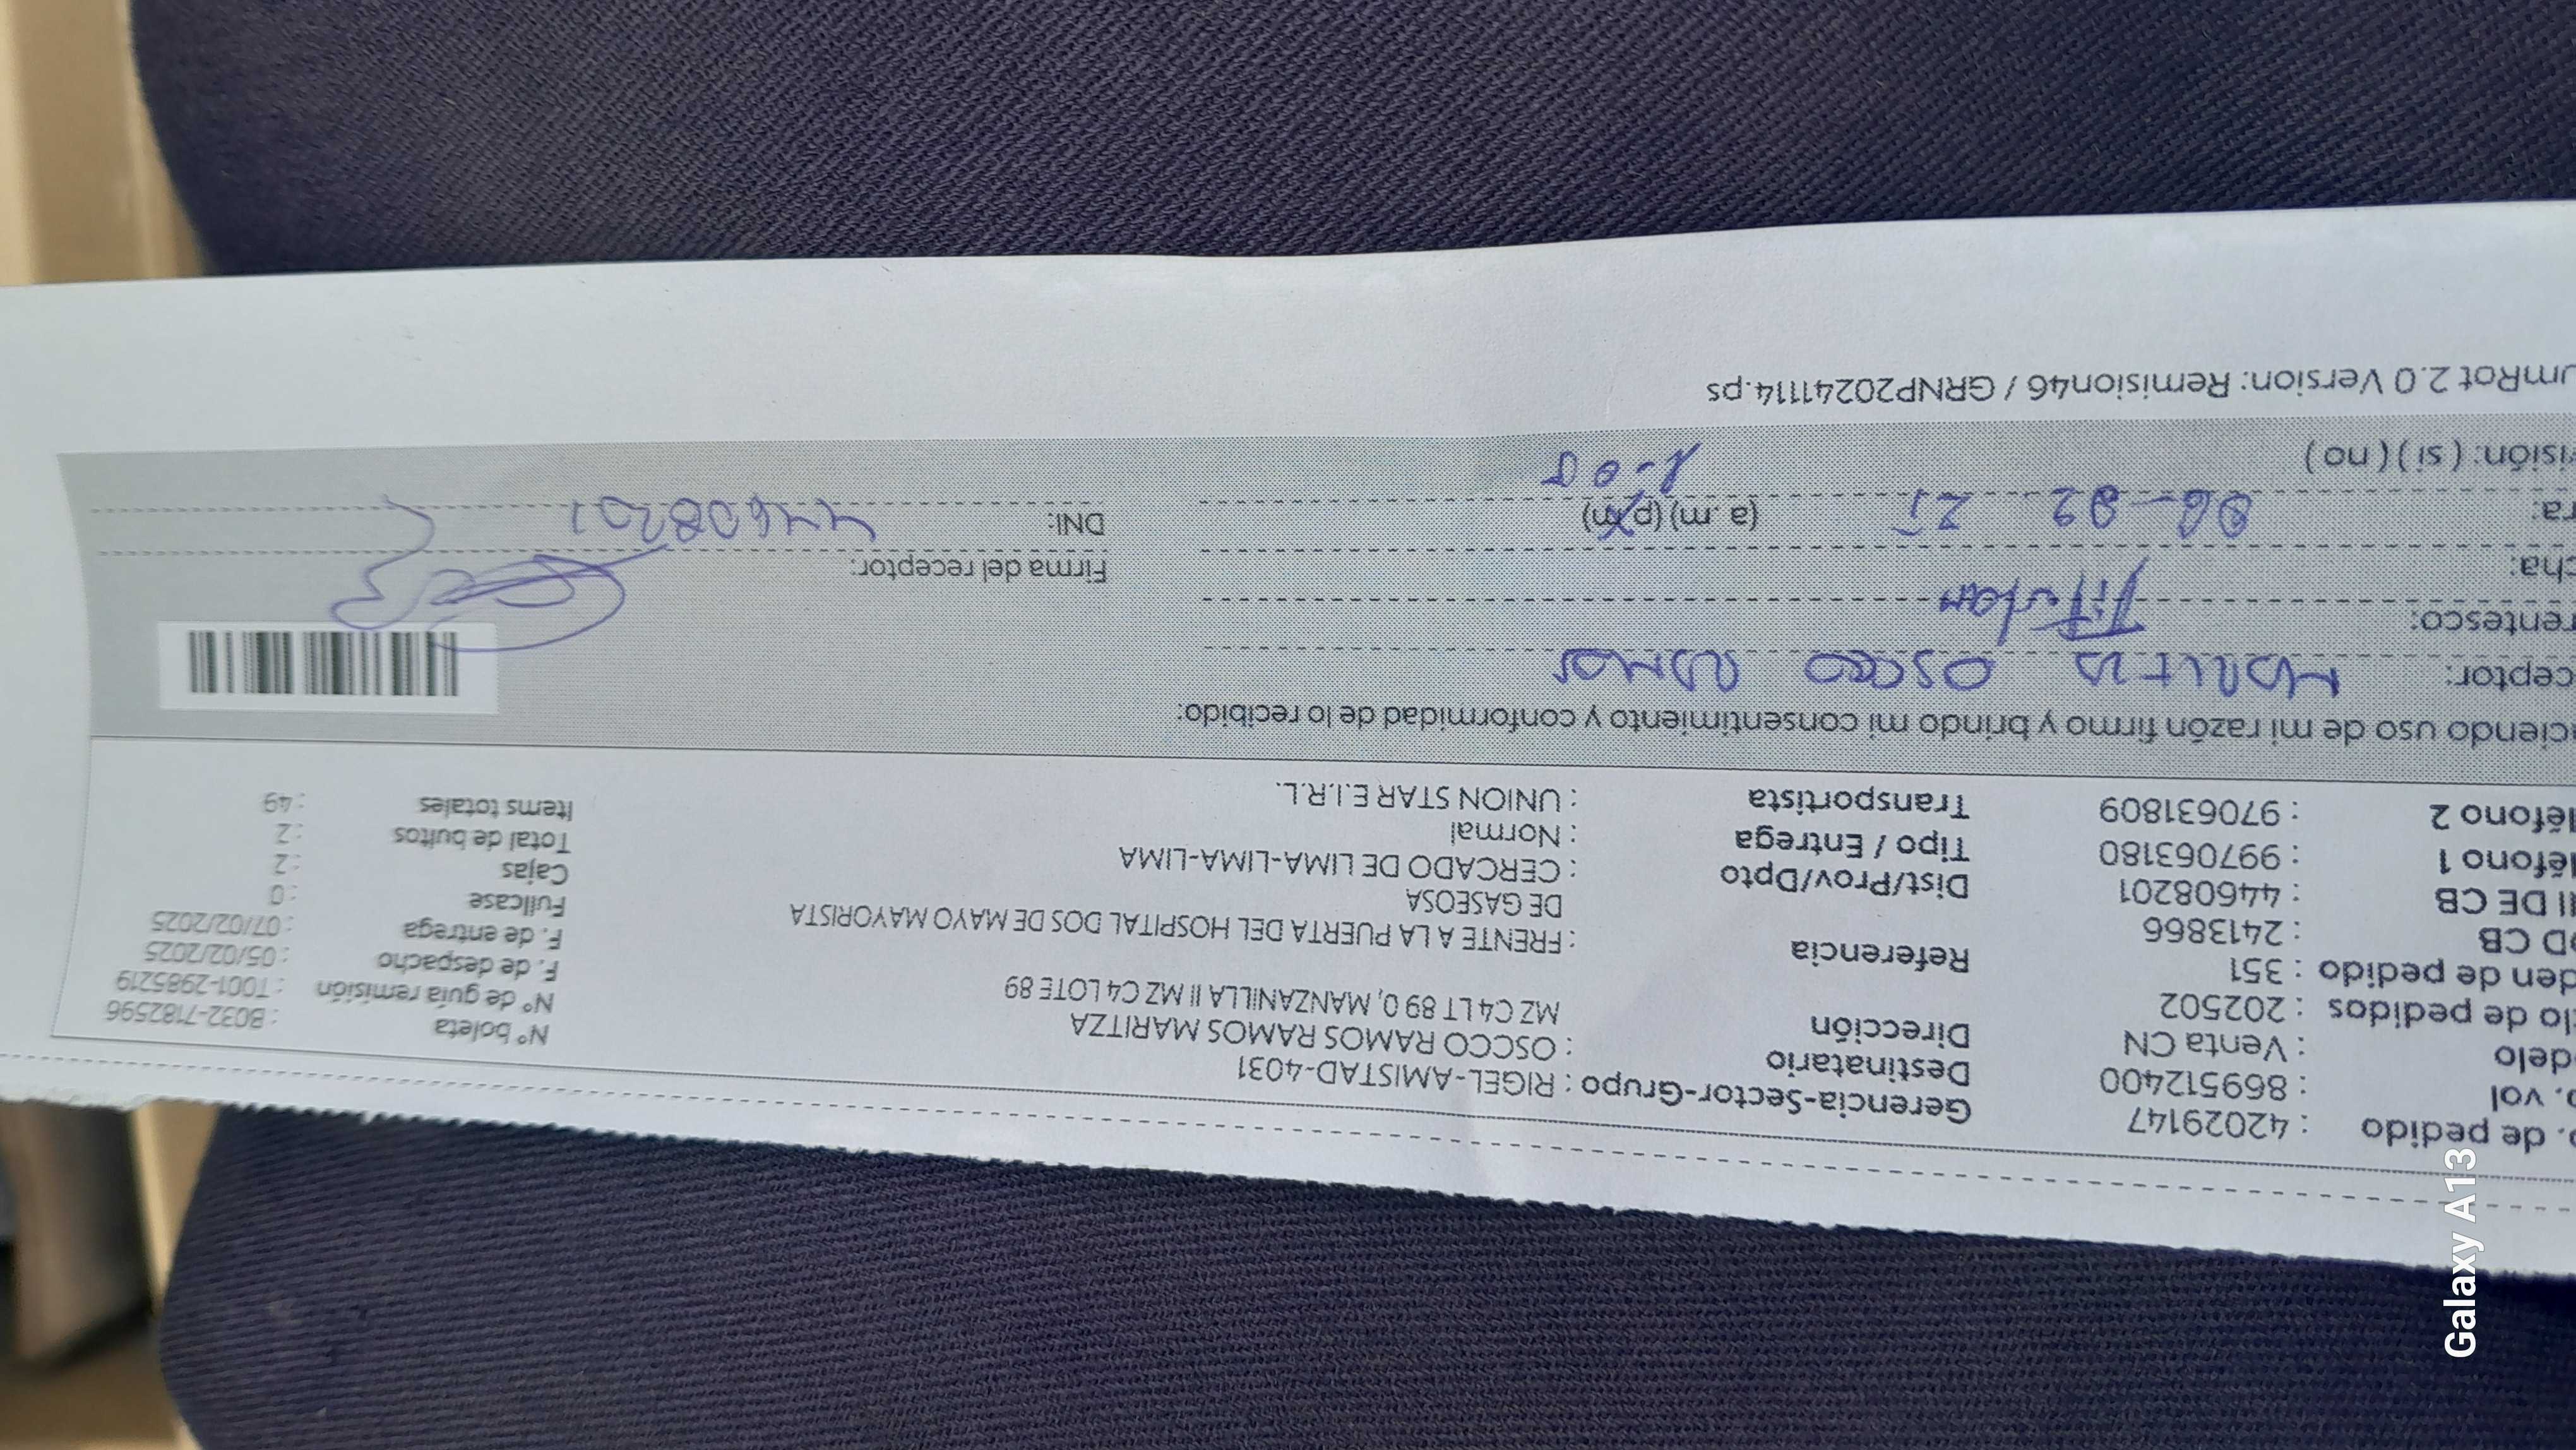 o. de pedido : 42029147 Gerencia-Sector-Grupo : RIGEL-AMISTAD-4031 N° boleta : B032-7182596
o. vol : 869512400 Destinatario : OSCCO RAMOS RAMOS MARITZA N° de guía remisión : T001-2985219
delo : Venta CN Dirección MZ C4 LT 89 0, MANZANILLA II MZ C4 LOTE 89 F. de despacho : 05/02/2025
lo de pedidos : 202502 F. de entrega : 07/02/2025
den de pedido : 351 Referencia : FRENTE A LA PUERTA DEL HOSPITAL DOS DE MAYO MAYORISTA Fullcase : 0
D CB : 2413866 DE GASEOSA Cajas : 2
II DE CB : 44608201 Dist/Prov/Dpto : CERCADO DE LIMA-LIMA-LIMA Total de bultos : 2
léfono 1 : 997063180 Tipo / Entrega : Normal Items totales : 49
léfono 2 : 970631809 Transportista : UNION STAR E.I.R.L.
ciendo uso de mi razón firmo y brindo mi consentimiento y conformidad de lo recibido:
ceptor: OSCCO RAMOS
rentesco: Titular
cha: Firma del receptor:
ra: 25 (a. m) (p. m) DNI: 44608201
isión: ( si ) ( no )
umRot 2.0 Version: Remision46 / GRNP20241114.ps
Galaxy A13